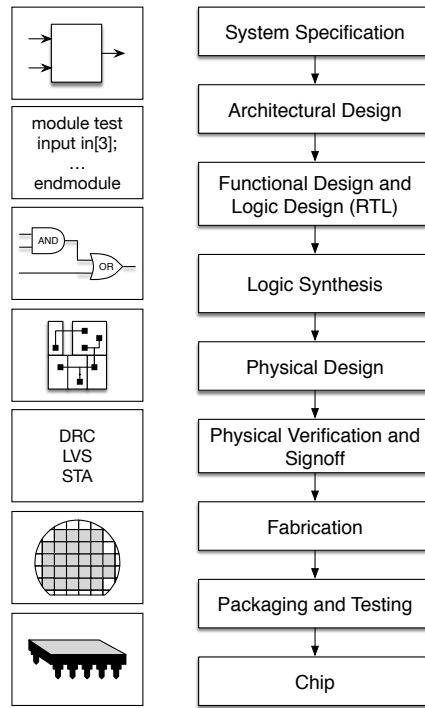 System Specification
module test
input in[3];
…
endmodule
Architectural Design
Functional Design and
Logic Design (RTL)
AND
OR
Logic Synthesis
Physical Design
DRC
LVS
STA
Physical Verification and
Signoff
Fabrication
Packaging and Testing
Chip